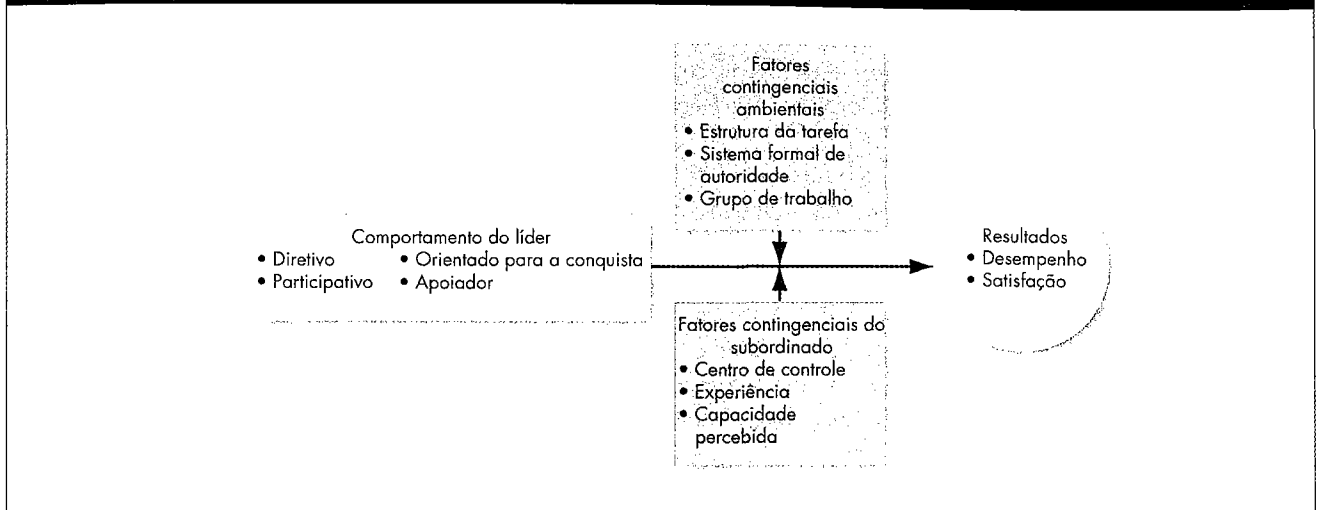 Fatores
contingenciais
ambientais
• Estrutura da tarefa
• Sistema formal de
autoridade
• Grupo de trabalho
Comportamento do líder
• Diretivo • Orientado para a conquista
• Participativo • Apoiador
Resultados
• Desempenho
• Satisfação
Fatores contingenciais do
subordinado
• Centro de controle
• Experiência
• Capacidade
percebida